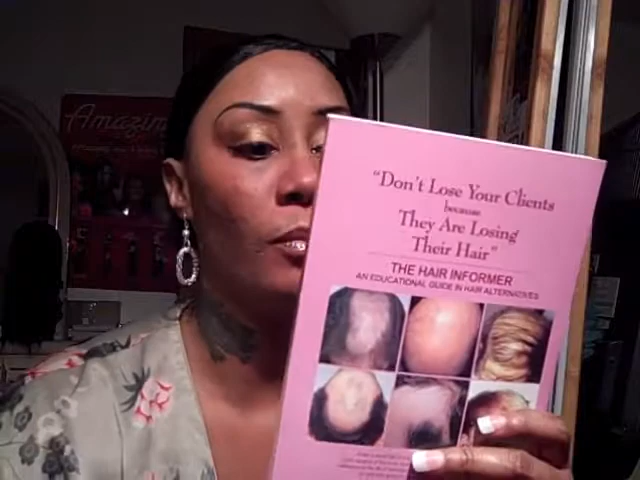 Amazin
"Don't Lose Your Clients
because
They Are Losing
Their Hair"
THE HAIR INFORMER
AN EDUCATIONAL GUIDE IN HAIR ALTERNATIVES